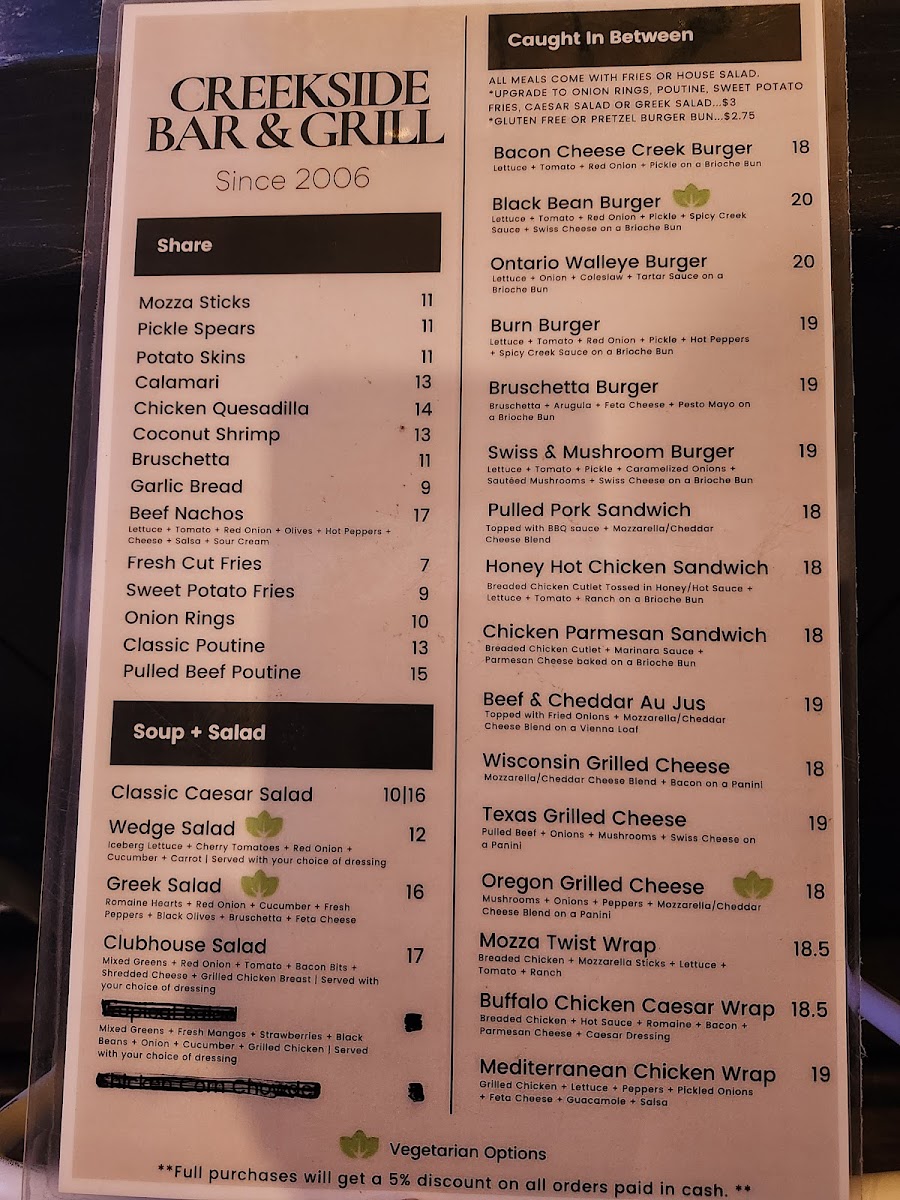 CREEKSIDE
BAR & GRILL
Since 2006
Share
Mozza Sticks 11
Pickle Spears 11
Potato Skins 11
Calamari 13
Chicken Quesadilla 14
Coconut Shrimp 13
Bruschetta 11
Garlic Bread 9
Beef Nachos 17
Lettuce + Tomato + Red Onion + Olives + Hot Peppers +
Cheese + Salsa + Sour Cream
Fresh Cut Fries 7
Sweet Potato Fries 9
Onion Rings 10
Classic Poutine 13
Pulled Beef Poutine 15
Soup + Salad
Classic Caesar Salad 10|16
Wedge Salad 12
Iceberg Lettuce + Cherry Tomatoes + Red Onion +
Cucumber + Carrot | Served with your choice of dressing
Greek Salad 16
Romaine Hearts + Red Onion + Cucumber + Fresh
Peppers + Black Olives + Bruschetta + Feta Cheese
Clubhouse Salad 17
Mixed Greens + Red Onion + Tomato + Bacon Bits +
Shredded Cheese + Grilled Chicken Breast | Served with
your choice of dressing
Mixed Greens + Fresh Mangos + Strawberries + Black
Beans + Onion + Cucumber + Grilled Chicken | Served
with your choice of dressing
Chicken Corn Chowder
Caught In Between
ALL MEALS COME WITH FRIES OR HOUSE SALAD.
*UPGRADE TO ONION RINGS, POUTINE, SWEET POTATO
FRIES, CAESAR SALAD OR GREEK SALAD...$3
*GLUTEN FREE OR PRETZEL BURGER BUN...$2.75
Bacon Cheese Creek Burger 18
Lettuce + Tomato + Red Onion + Pickle on a Brioche Bun
Black Bean Burger 20
Lettuce + Tomato + Red Onion + Pickle + Spicy Creek
Sauce + Swiss Cheese on a Brioche Bun
Ontario Walleye Burger 20
Lettuce + Onion + Coleslaw + Tartar Sauce on a
Brioche Bun
Burn Burger 19
Lettuce + Tomato + Red Onion + Pickle + Hot Peppers
+ Spicy Creek Sauce on a Brioche Bun
Bruschetta Burger 19
Bruschetta + Arugula + Feta Cheese + Pesto Mayo on
a Brioche Bun
Swiss & Mushroom Burger 19
Lettuce + Tomato + Pickle + Caramelized Onions +
Sautéed Mushrooms + Swiss Cheese on a Brioche Bun
Pulled Pork Sandwich 18
Topped with BBQ sauce + Mozzarella/Cheddar
Cheese Blend
Honey Hot Chicken Sandwich 18
Breaded Chicken Cutlet Tossed in Honey/Hot Sauce +
Lettuce + Tomato + Ranch on a Brioche Bun
Chicken Parmesan Sandwich 18
Breaded Chicken Cutlet + Marinara Sauce +
Parmesan Cheese baked on a Brioche Bun
Beef & Cheddar Au Jus 19
Topped with Fried Onions + Mozzarella/Cheddar
Cheese Blend on a Vienna Loaf
Wisconsin Grilled Cheese 18
Mozzarella/Cheddar Cheese Blend + Bacon on a Panini
Texas Grilled Cheese 19
Pulled Beef + Onions + Mushrooms + Swiss Cheese on
a Panini
Oregon Grilled Cheese 18
Mushrooms + Onions + Peppers + Mozzarella/Cheddar
Cheese Blend on a Panini
Mozza Twist Wrap 18.5
Breaded Chicken + Mozzarella Sticks + Lettuce +
Tomato + Ranch
Buffalo Chicken Caesar Wrap 18.5
Breaded Chicken + Hot Sauce + Romaine + Bacon +
Parmesan Cheese + Caesar Dressing
Mediterranean Chicken Wrap 19
Grilled Chicken + Lettuce + Peppers + Pickled Onions
+ Feta Cheese + Guacamole + Salsa
Vegetarian Options
**Full purchases will get a 5% discount on all orders paid in cash. **